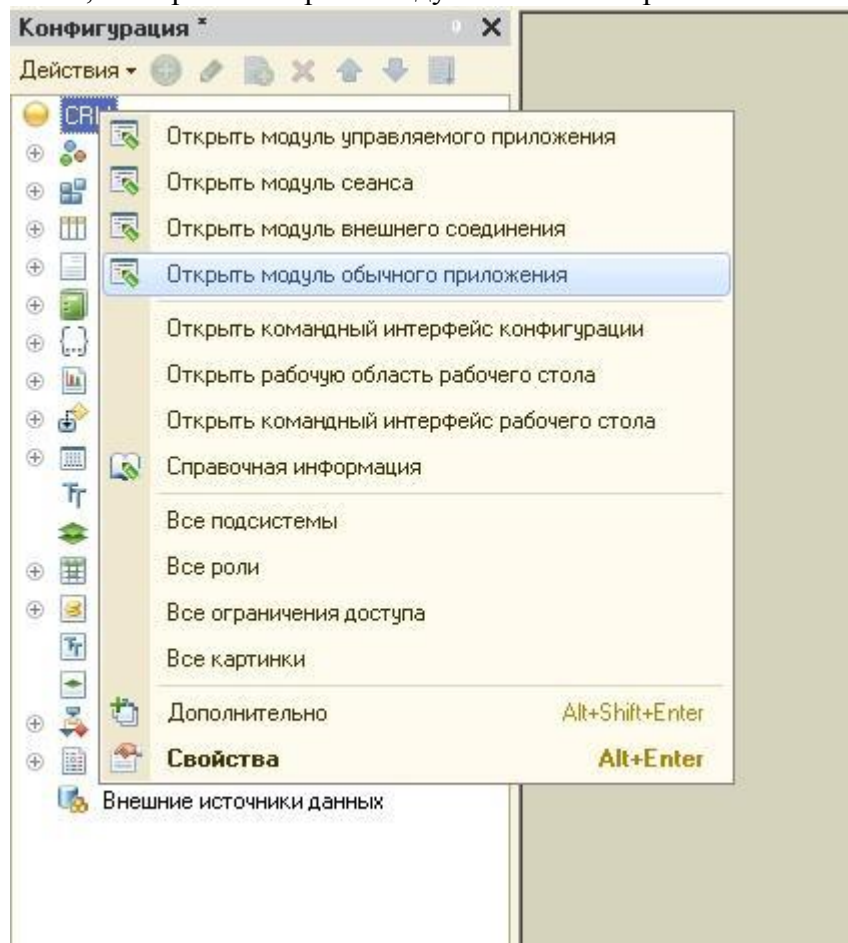 Конфигурация *
Действия
CRM
Открыть модуль управляемого приложения
Открыть модуль сеанса
Открыть модуль внешнего соединения
Открыть модуль обычного приложения
Открыть командный интерфейс конфигурации
Открыть рабочую область рабочего стола
Открыть командный интерфейс рабочего стола
Справочная информация
Все подсистемы
Все роли
Все ограничения доступа
Все картинки
Дополнительно Alt+Shift+Enter
Свойства Alt+Enter
Внешние источники данных